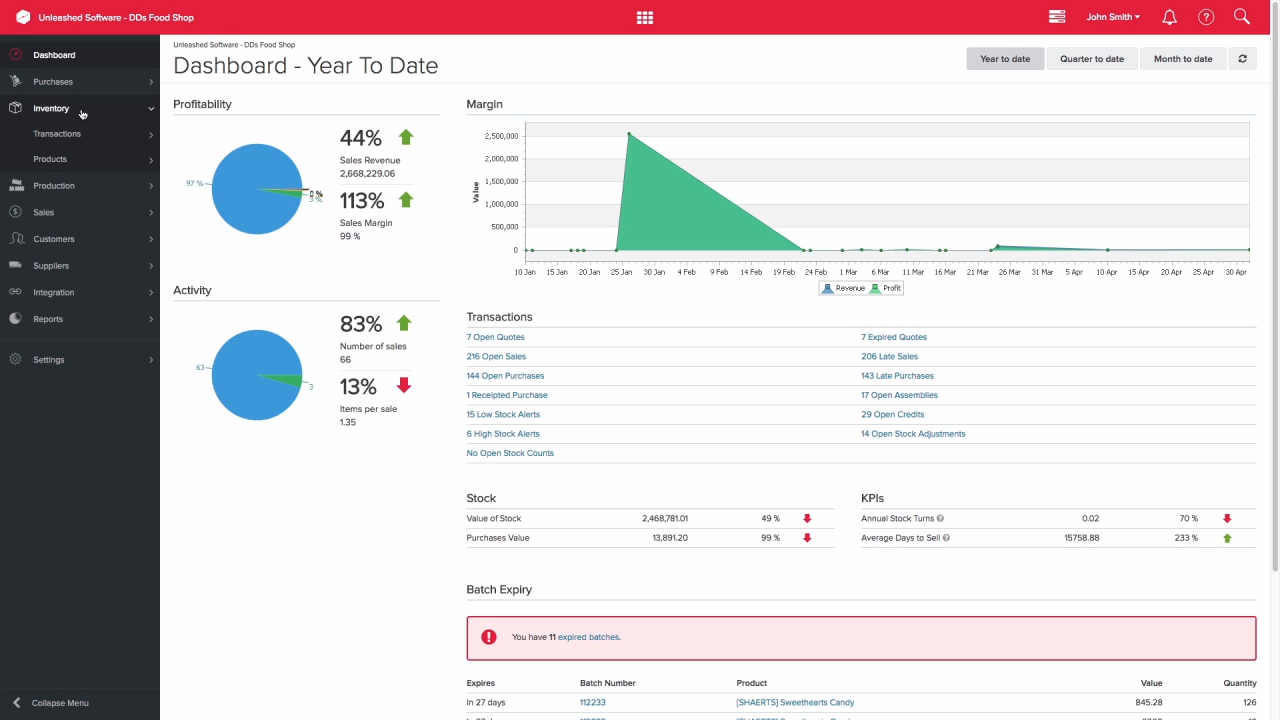 Unleashed Software - DDs Food Shop
John Smith
?
Dashboard
Purchases
Inventory
Transactions
Products
Production
Sales
Customers
Suppliers
Integration
Reports
Settings
Collapse Menu
Unleashed Software - DDs Food Shop
Dashboard - Year To Date
Year to date Quarter to date Month to date
Profitability
97 %
0 %
3 %
44%
Sales Revenue
2,668,229.06
113%
Sales Margin
99 %
Activity
63
3
83%
Number of sales
66
13%
Items per sale
1.35
Margin
Value
2,500,000
2,000,000
1,500,000
1,000,000
500,000
0
10 Jan 15 Jan 20 Jan 25 Jan 30 Jan 4 Feb 9 Feb 14 Feb 19 Feb 24 Feb 1 Mar 6 Mar 11 Mar 16 Mar 21 Mar 26 Mar 31 Mar 5 Apr 10 Apr 15 Apr 20 Apr 25 Apr 30 Apr
Revenue Profit
Transactions
7 Open Quotes 7 Expired Quotes
216 Open Sales 206 Late Sales
144 Open Purchases 143 Late Purchases
1 Receipted Purchase 17 Open Assemblies
15 Low Stock Alerts 29 Open Credits
6 High Stock Alerts 14 Open Stock Adjustments
No Open Stock Counts
Stock
Value of Stock 2,468,781.01 49 %
Purchases Value 13,891.20 99 %
KPIs
Annual Stock Turns ? 0.02 70 %
Average Days to Sell ? 15758.88 233 %
Batch Expiry
! You have 11 expired batches.
Expires Batch Number Product Value Quantity
In 27 days 112233 [SHAERTS] Sweethearts Candy 845.28 126